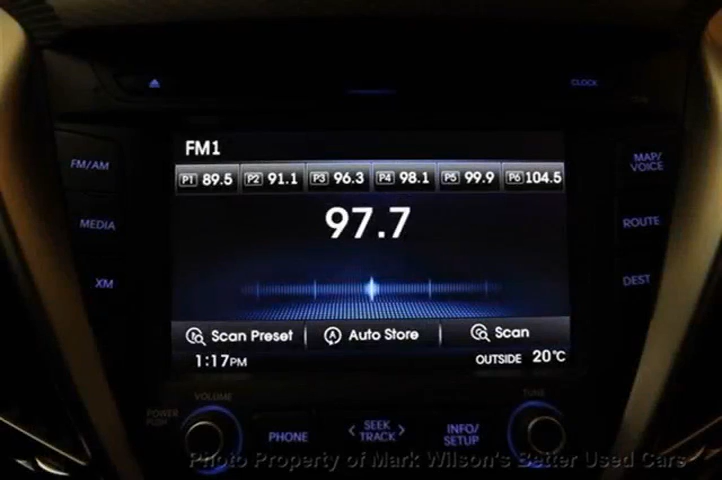 CLOCK
FM1
FM/AM
MAP/
VOICE
P1 89.5 P2 91.1 P3 96.3 P4 98.1 P5 99.9 P6 104.5
97.7
MEDIA
ROUTE
XM
DEST
Scan Preset Auto Store Scan
1:17PM OUTSIDE 20°C
VOLUME
TUNE
POWER
PUSH
PHONE
SEEK
TRACK
INFO/
SETUP
Photo Property of Mark Wilson's Better Used Cars